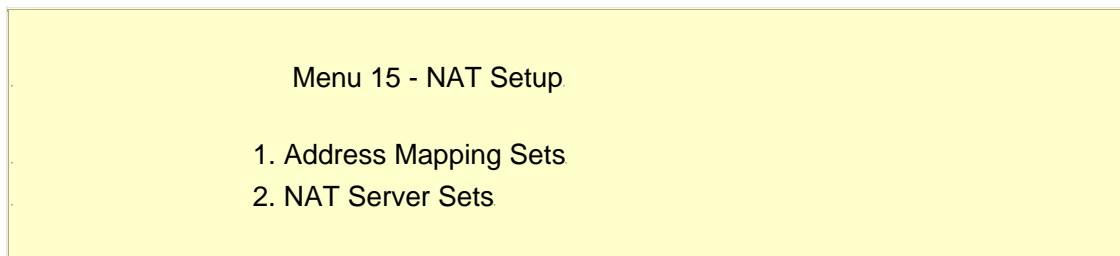 Menu 15 - NAT Setup
1. Address Mapping Sets
2. NAT Server Sets